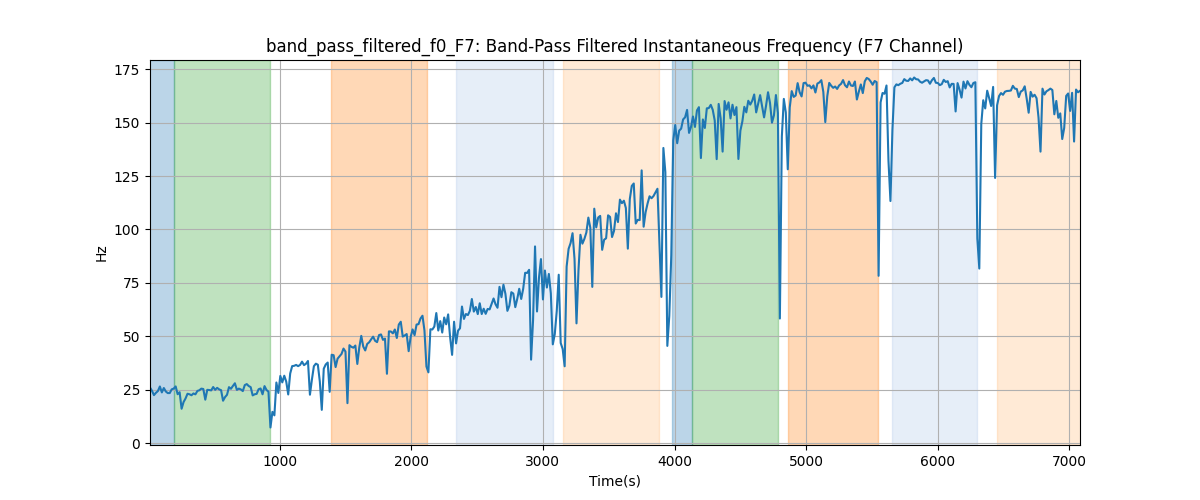 band_pass_filtered_f0_F7: Band-Pass Filtered Instantaneous Frequency (F7 Channel)
175
150
125
100
75
50
25
0
Hz
1000 2000 3000 4000 5000 6000 7000
Time(s)